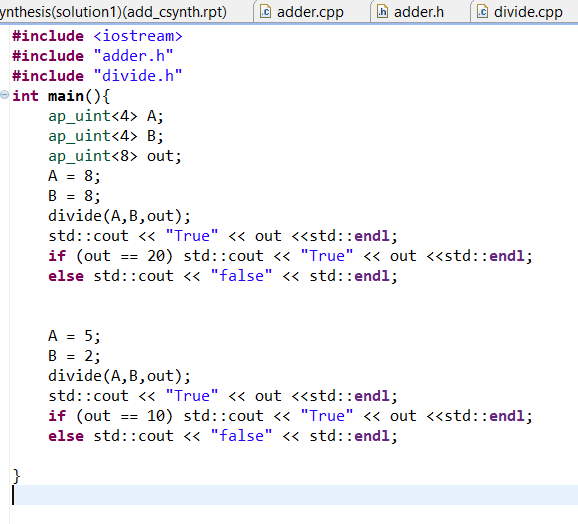 ynthesis(solution1)(add_csynth.rpt) adder.cpp adder.h divide.cpp
#include <iostream>
#include "adder.h"
#include "divide.h"
int main(){
    ap_uint<4> A;
    ap_uint<4> B;
    ap_uint<8> out;
    A = 8;
    B = 8;
    divide(A,B,out);
    std::cout << "True" << out <<std::endl;
    if (out == 20) std::cout << "True" << out <<std::endl;
    else std::cout << "false" << std::endl;
    A = 5;
    B = 2;
    divide(A,B,out);
    std::cout << "True" << out <<std::endl;
    if (out == 10) std::cout << "True" << out <<std::endl;
    else std::cout << "false" << std::endl;
}